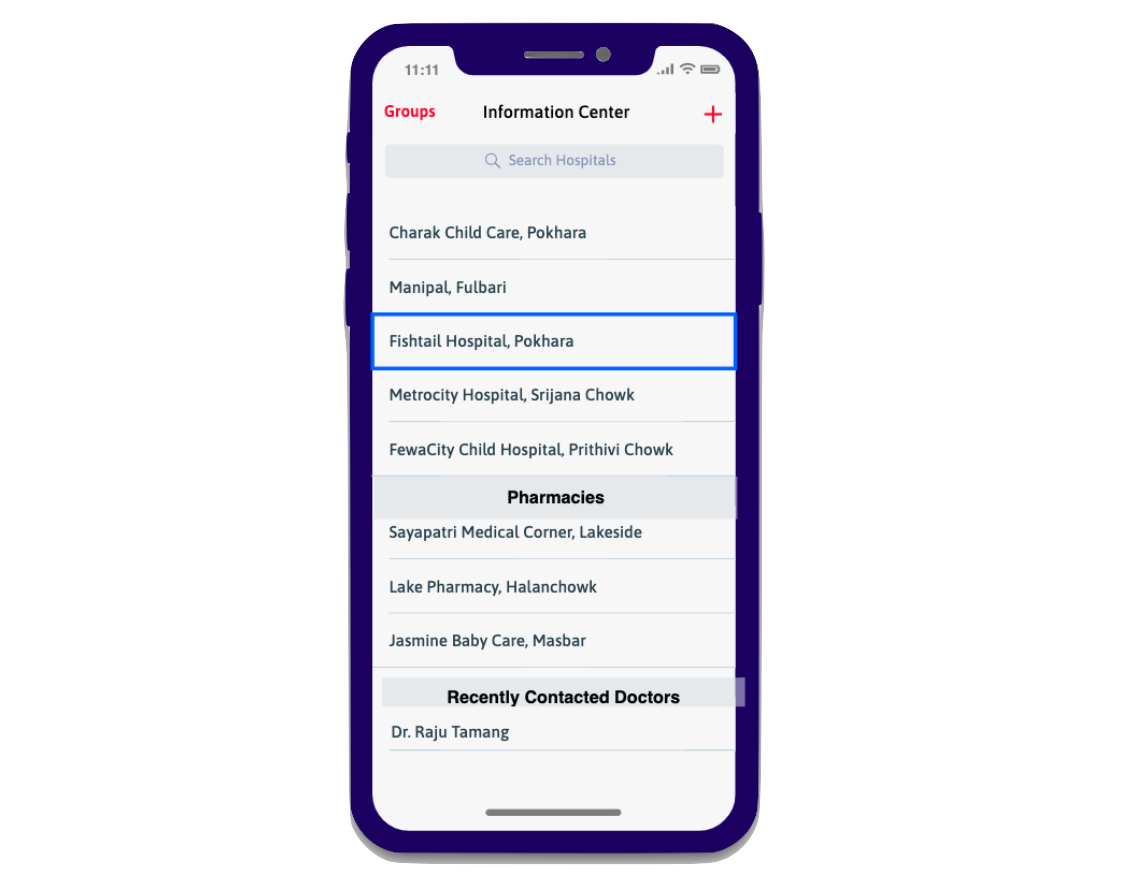 11:11
Groups Information Center +
Search Hospitals
Charak Child Care, Pokhara
Manipal, Fulbari
Fishtail Hospital, Pokhara
Metrocity Hospital, Srijana Chowk
FewaCity Child Hospital, Prithivi Chowk
Pharmacies
Sayapatri Medical Corner, Lakeside
Lake Pharmacy, Halanchowk
Jasmine Baby Care, Masbar
Recently Contacted Doctors
Dr. Raju Tamang